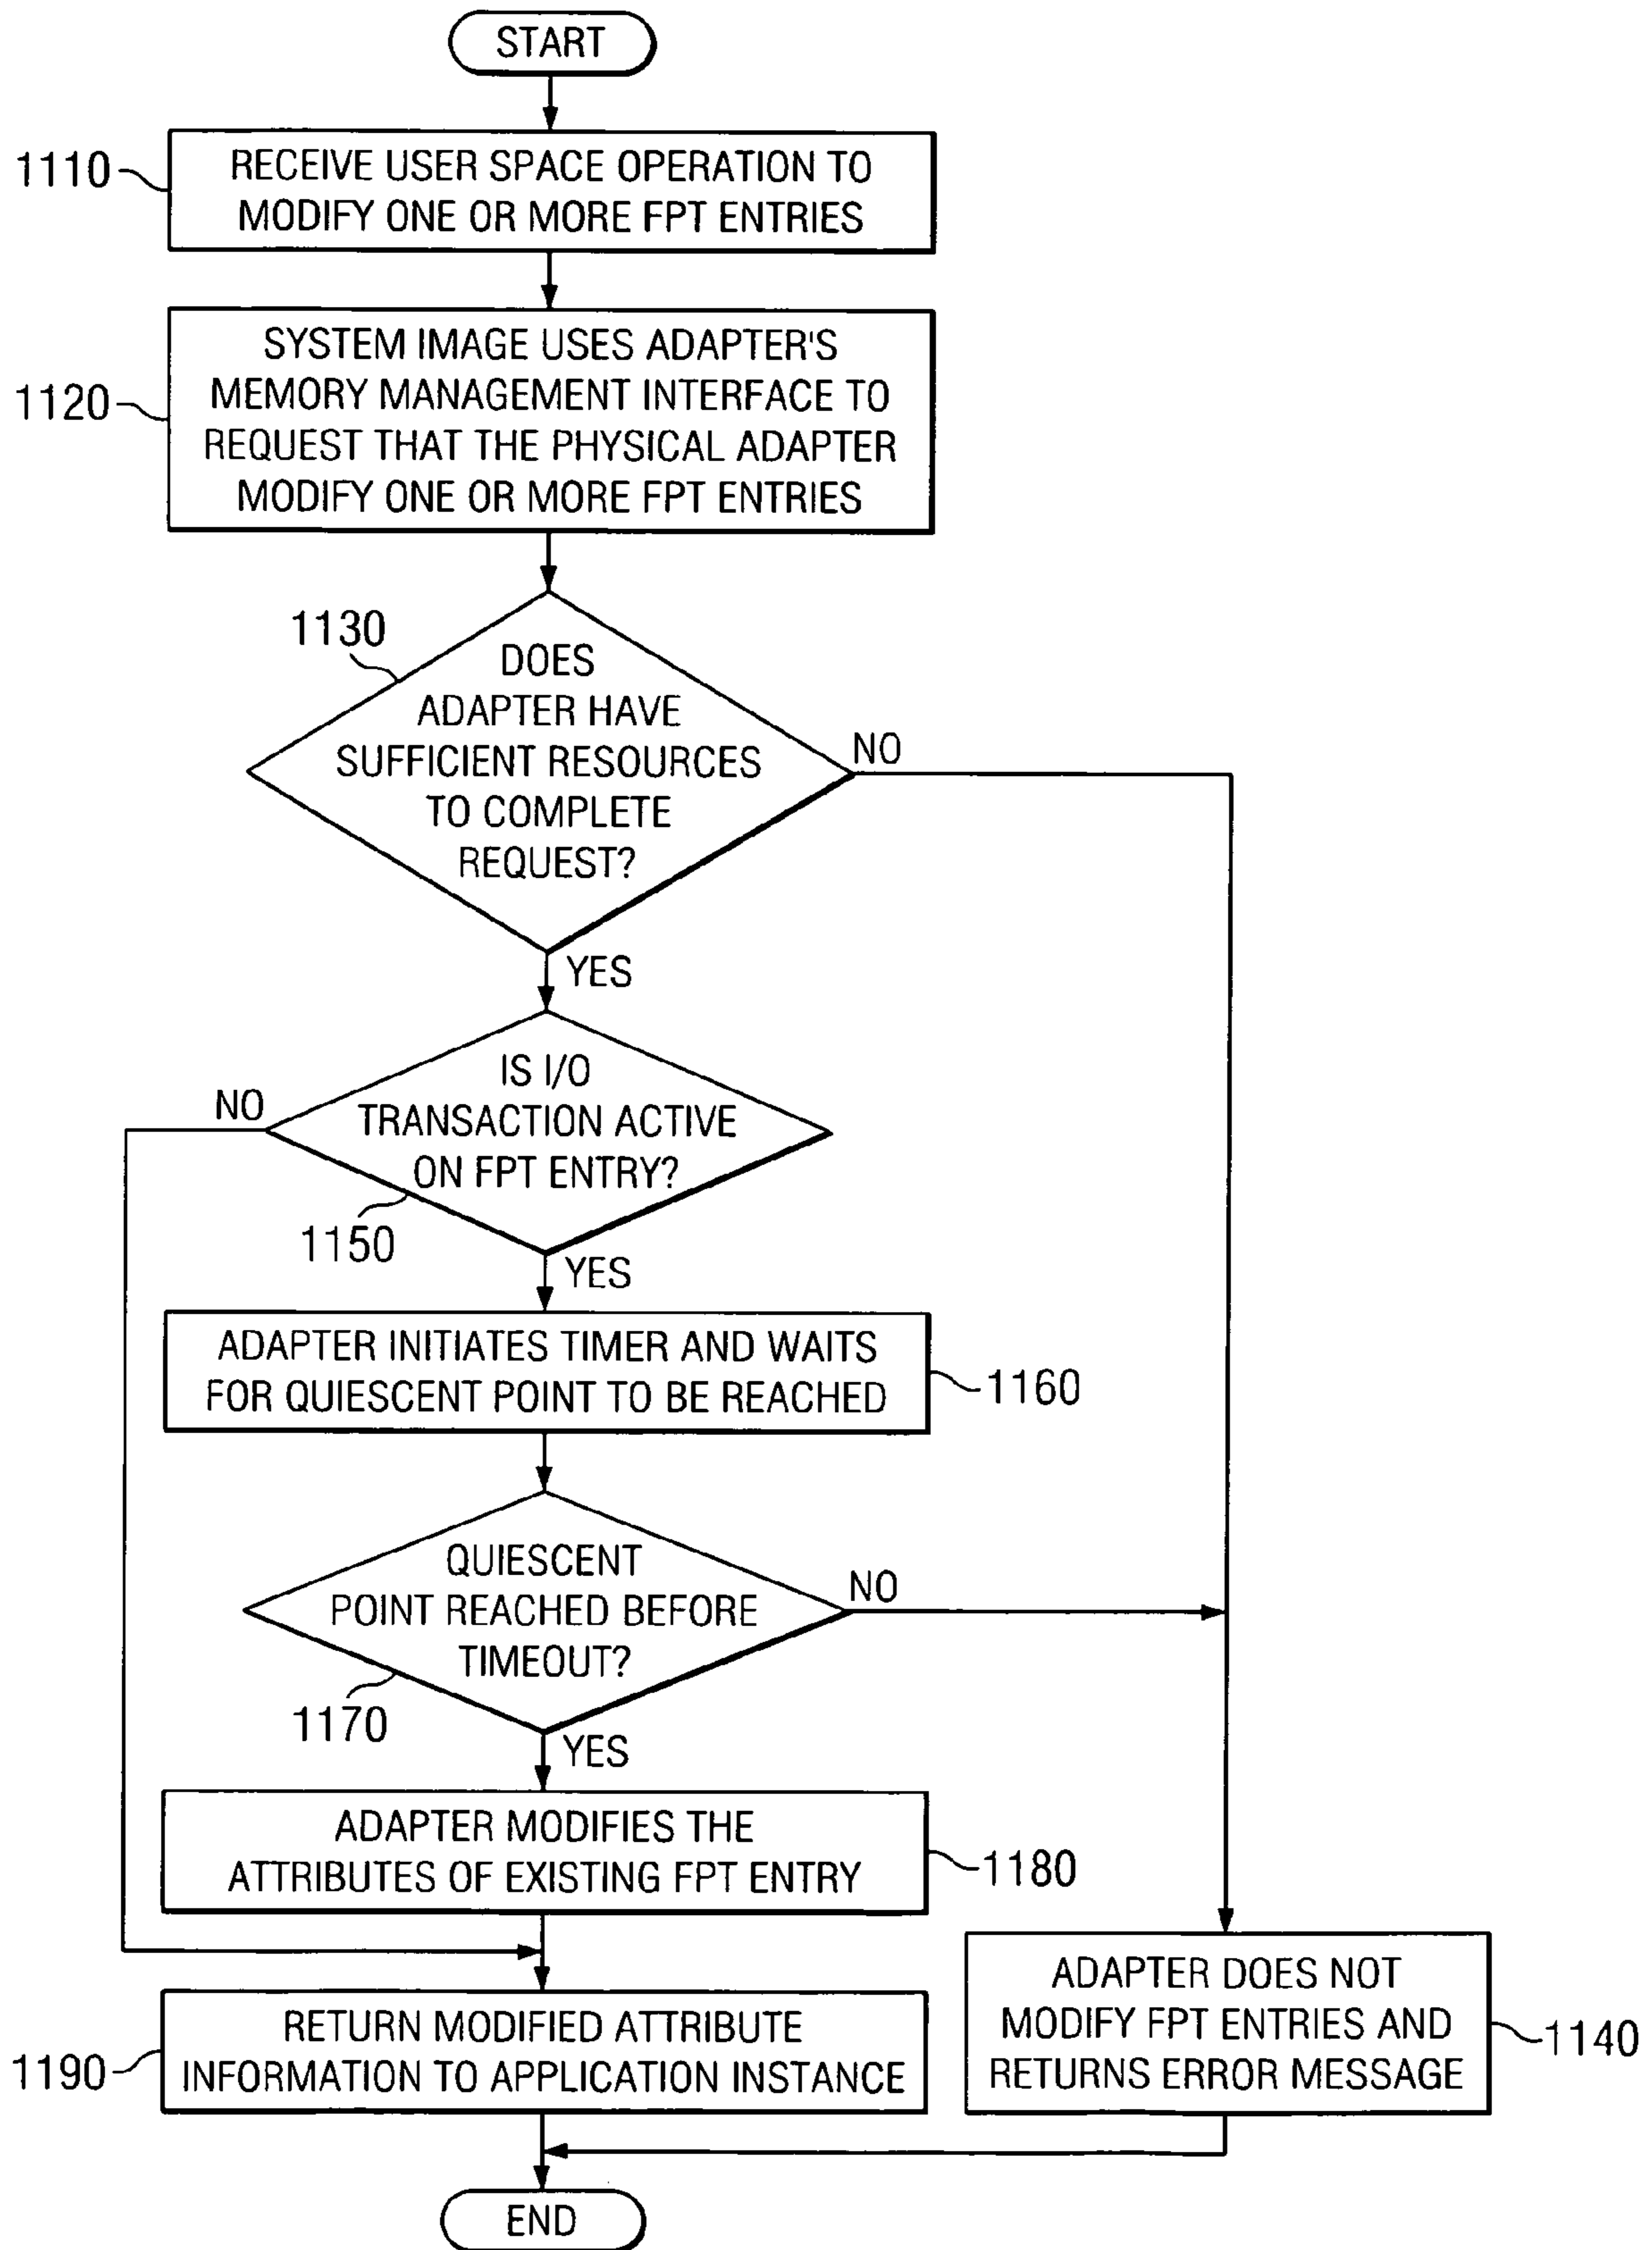 START
1110
RECEIVE USER SPACE OPERATION TO
MODIFY ONE OR MORE FPT ENTRIES
1120
SYSTEM IMAGE USES ADAPTER'S
MEMORY MANAGEMENT INTERFACE TO
REQUEST THAT THE PHYSICAL ADAPTER
MODIFY ONE OR MORE FPT ENTRIES
1130
DOES
ADAPTER HAVE
SUFFICIENT RESOURCES
TO COMPLETE
REQUEST?
NO
YES
IS I/O
TRANSACTION ACTIVE
ON FPT ENTRY?
NO
1150
YES
ADAPTER INITIATES TIMER AND WAITS
FOR QUIESCENT POINT TO BE REACHED
1160
QUIESCENT
POINT REACHED BEFORE
TIMEOUT?
NO
1170
YES
ADAPTER MODIFIES THE
ATTRIBUTES OF EXISTING FPT ENTRY
1180
RETURN MODIFIED ATTRIBUTE
INFORMATION TO APPLICATION INSTANCE
1190
ADAPTER DOES NOT
MODIFY FPT ENTRIES AND
RETURNS ERROR MESSAGE
1140
END